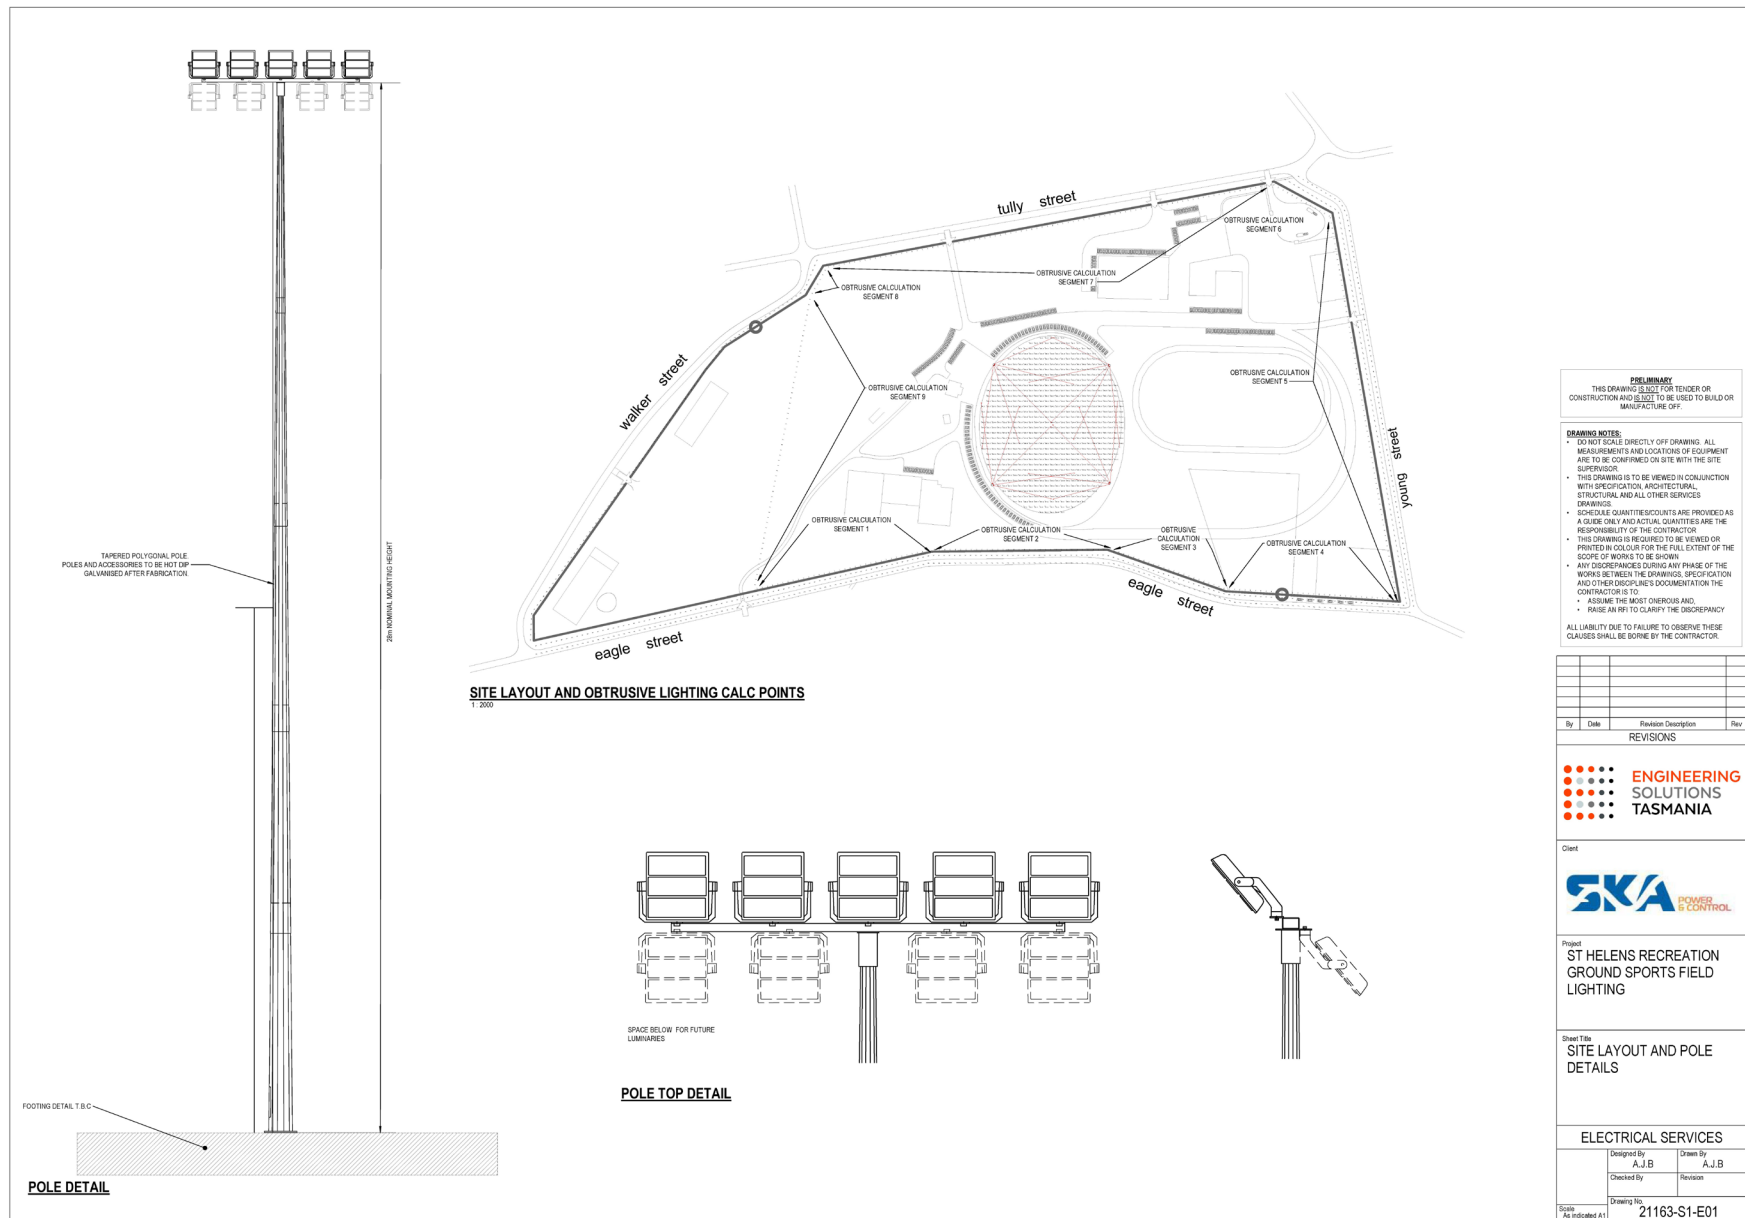 TAPERED POLYGONAL POLE.
POLES AND ACCESSORIES TO BE HOT DIP
GALVANISED AFTER FABRICATION.
28m NOMINAL MOUNTING HEIGHT
FOOTING DETAIL T.B.C
POLE DETAIL
tully street
walker street
young street
eagle street
eagle street
OBTRUSIVE CALCULATION
SEGMENT 6
OBTRUSIVE CALCULATION
SEGMENT 7
OBTRUSIVE CALCULATION
SEGMENT 8
OBTRUSIVE CALCULATION
SEGMENT 9
OBTRUSIVE CALCULATION
SEGMENT 5
OBTRUSIVE CALCULATION
SEGMENT 1
OBTRUSIVE CALCULATION
SEGMENT 2
OBTRUSIVE
CALCULATION
SEGMENT 3
OBTRUSIVE CALCULATION
SEGMENT 4
SITE LAYOUT AND OBTRUSIVE LIGHTING CALC POINTS
1 : 2000
SPACE BELOW FOR FUTURE
LUMINARIES
POLE TOP DETAIL
PRELIMINARY
THIS DRAWING IS NOT FOR TENDER OR
CONSTRUCTION AND IS NOT TO BE USED TO BUILD OR
MANUFACTURE OFF.
DRAWING NOTES:
• DO NOT SCALE DIRECTLY OFF DRAWING. ALL
MEASUREMENTS AND LOCATIONS OF EQUIPMENT
ARE TO BE CONFIRMED ON SITE WITH THE SITE
SUPERVISOR.
• THIS DRAWING IS TO BE VIEWED IN CONJUNCTION
WITH SPECIFICATION, ARCHITECTURAL,
STRUCTURAL AND ALL OTHER SERVICES
DRAWINGS.
• SCHEDULE QUANTITIES/COUNTS ARE PROVIDED AS
A GUIDE ONLY AND ACTUAL QUANTITIES ARE THE
RESPONSIBILITY OF THE CONTRACTOR
• THIS DRAWING IS REQUIRED TO BE VIEWED OR
PRINTED IN COLOUR FOR THE FULL EXTENT OF THE
SCOPE OF WORKS TO BE SHOWN
• ANY DISCREPANCIES DURING ANY PHASE OF THE
WORKS BETWEEN THE DRAWINGS, SPECIFICATION
AND OTHER DISCIPLINE'S DOCUMENTATION THE
CONTRACTOR IS TO:
• ASSUME THE MOST ONEROUS AND,
• RAISE AN RFI TO CLARIFY THE DISCREPANCY
ALL LIABILITY DUE TO FAILURE TO OBSERVE THESE
CLAUSES SHALL BE BORNE BY THE CONTRACTOR.
By Date Revision Description Rev
REVISIONS
ENGINEERING
SOLUTIONS
TASMANIA
Client
SKA POWER
& CONTROL
Project
ST HELENS RECREATION
GROUND SPORTS FIELD
LIGHTING
Sheet Title
SITE LAYOUT AND POLE
DETAILS
ELECTRICAL SERVICES
Designed By Drawn By
A.J.B A.J.B
Checked By Revision
Drawing No.
21163-S1-E01
Scale
As indicated A1